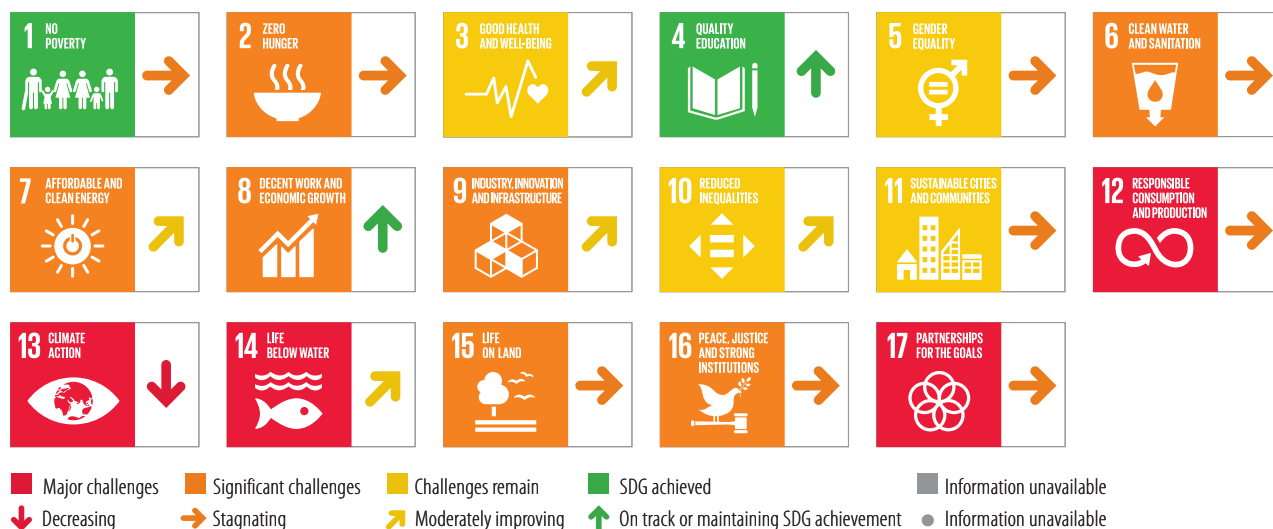 1 NO
POVERTY
2 ZERO
HUNGER
3 GOOD HEALTH
AND WELL-BEING
4 QUALITY
EDUCATION
5 GENDER
EQUALITY
6 CLEAN WATER
AND SANITATION
7 AFFORDABLE AND
CLEAN ENERGY
8 DECENT WORK AND
ECONOMIC GROWTH
9 INDUSTRY, INNOVATION
AND INFRASTRUCTURE
10 REDUCED
INEQUALITIES
11 SUSTAINABLE CITIES
AND COMMUNITIES
12 RESPONSIBLE
CONSUMPTION
AND PRODUCTION
13 CLIMATE
ACTION
14 LIFE
BELOW WATER
15 LIFE
ON LAND
16 PEACE, JUSTICE
AND STRONG
INSTITUTIONS
17 PARTNERSHIPS
FOR THE GOALS
Major challenges
Significant challenges
Challenges remain
SDG achieved
Information unavailable
Decreasing
Stagnating
Moderately improving
On track or maintaining SDG achievement
Information unavailable